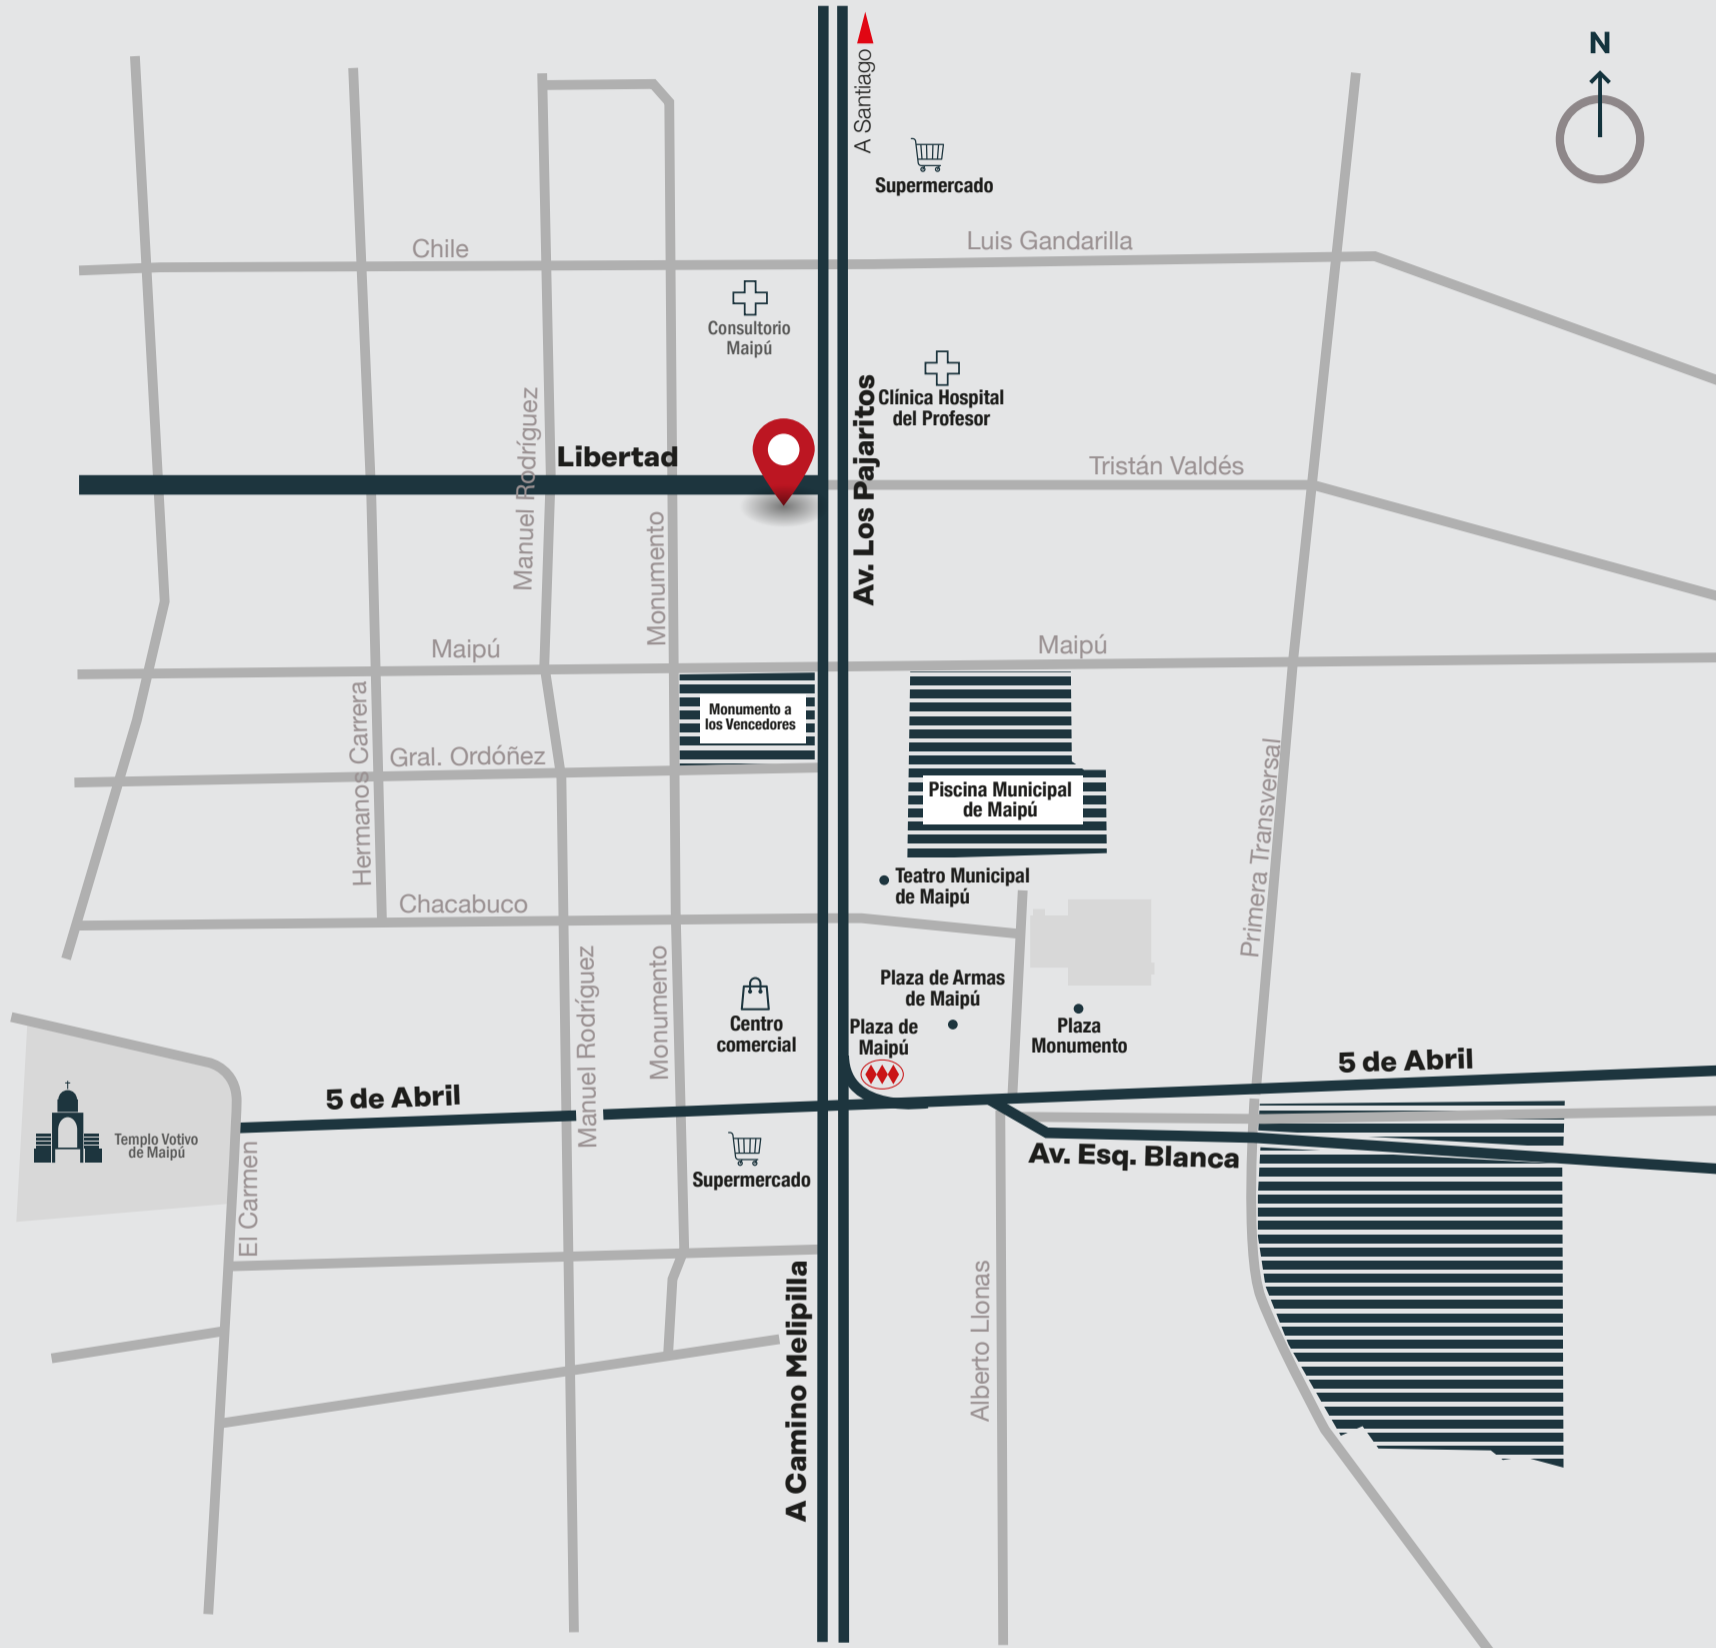 N
A Santiago
Supermercado
Chile
Luis Gandarilla
Consultorio
Maipú
Clínica Hospital
del Profesor
Manuel Rodríguez
Libertad
Av. Los Pajaritos
Tristán Valdés
Monumento
Maipú
Maipú
Monumento a
los Vencedores
Hermanos Carrera
Gral. Ordóñez
Piscina Municipal
de Maipú
Primera Transversal
Teatro Municipal
de Maipú
Chacabuco
Manuel Rodríguez
Monumento
Plaza de Armas
de Maipú
Centro
comercial
Plaza de
Maipú
Plaza
Monumento
5 de Abril
5 de Abril
Templo Votivo
de Maipú
El Carmen
Supermercado
Av. Esq. Blanca
A Camino Melipilla
Alberto Llonas